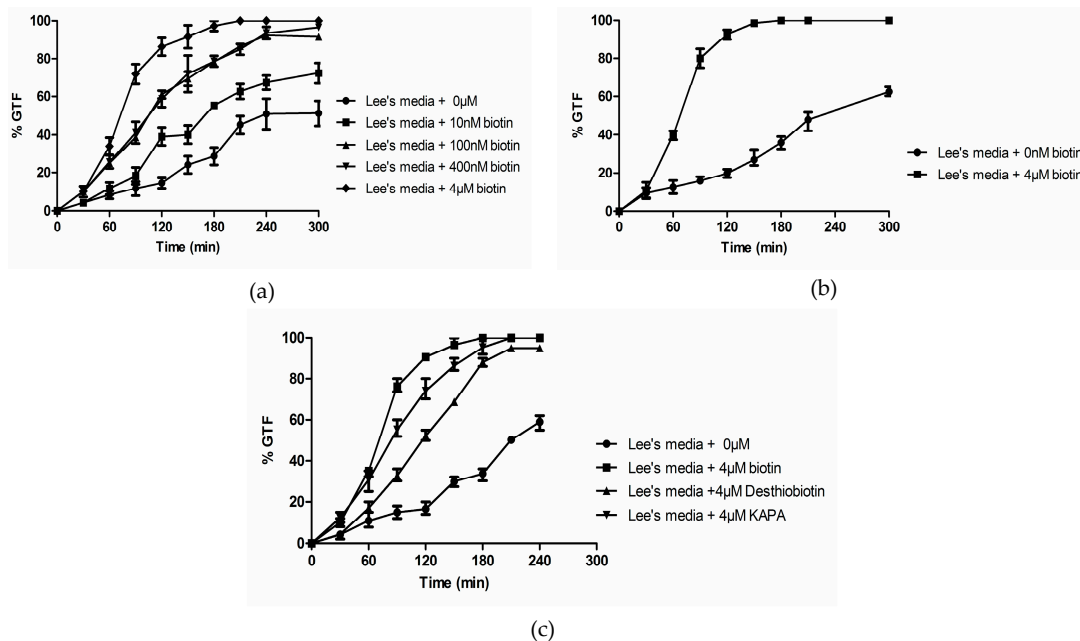 100
80
60
40
20
0
% GTF
0
60
120
180
240
300
Time (min)
Lee's media + 0µM
Lee's media + 10nM biotin
Lee's media + 100nM biotin
Lee's media + 400nM biotin
Lee's media + 4µM biotin
(a)
100
80
60
40
20
0
% GTF
0
60
120
180
240
300
Time (min)
Lee's media + 0nM biotin
Lee's media + 4µM biotin
(b)
100
80
60
40
20
0
% GTF
0
60
120
180
240
300
Time (min)
Lee's media + 0µM
Lee's media + 4µM biotin
Lee's media +4µM Desthiobiotin
Lee's media + 4µM KAPA
(c)